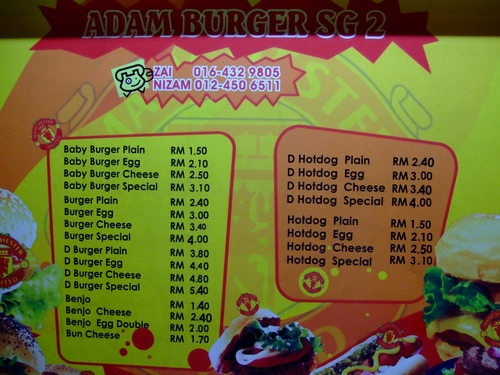 ADAM BURGER SG 2
ZAI 016-432 9805
NIZAM 012-450 6511
Baby Burger Plain RM 1.50
Baby Burger Egg RM 2.10
Baby Burger Cheese RM 2.50
Baby Burger Special RM 3.10
Burger Plain RM 2.40
Burger Egg RM 3.00
Burger Cheese RM 3.40
Burger Special RM 4.00
D Burger Plain RM 3.80
D Burger Egg RM 4.40
D Burger Cheese RM 4.80
D Burger Special RM 5.40
Benjo RM 1.40
Benjo Cheese RM 2.40
Benjo Egg Double RM 2.00
Bun Cheese RM 1.70
D Hotdog Plain RM 2.40
D Hotdog Egg RM 3.00
D Hotdog Cheese RM 3.40
D Hotdog Special RM 4.00
Hotdog Plain RM 1.50
Hotdog Egg RM 2.10
Hotdog Cheese RM 2.50
Hotdog Special RM 3.10